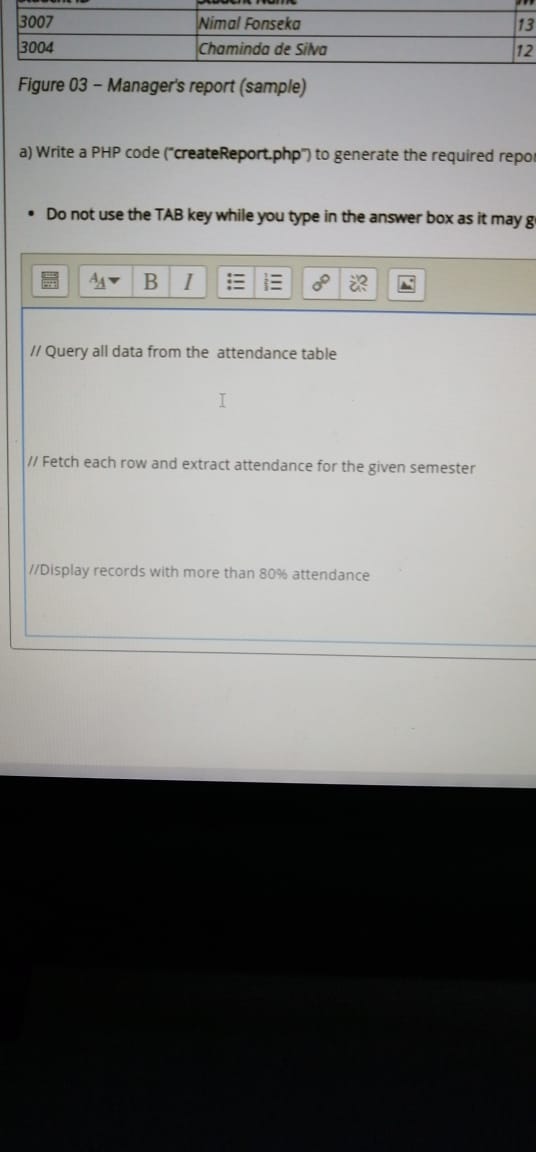 3007 Nimal Fonseka 13
3004 Chaminda de Silva 12
Figure 03 – Manager's report (sample)
a) Write a PHP code ("createReport.php") to generate the required
• Do not use the TAB key while you type in the answer box as it may
B I
// Query all data from the attendance table
// Fetch each row and extract attendance for the given semester
//Display records with more than 80% attendance